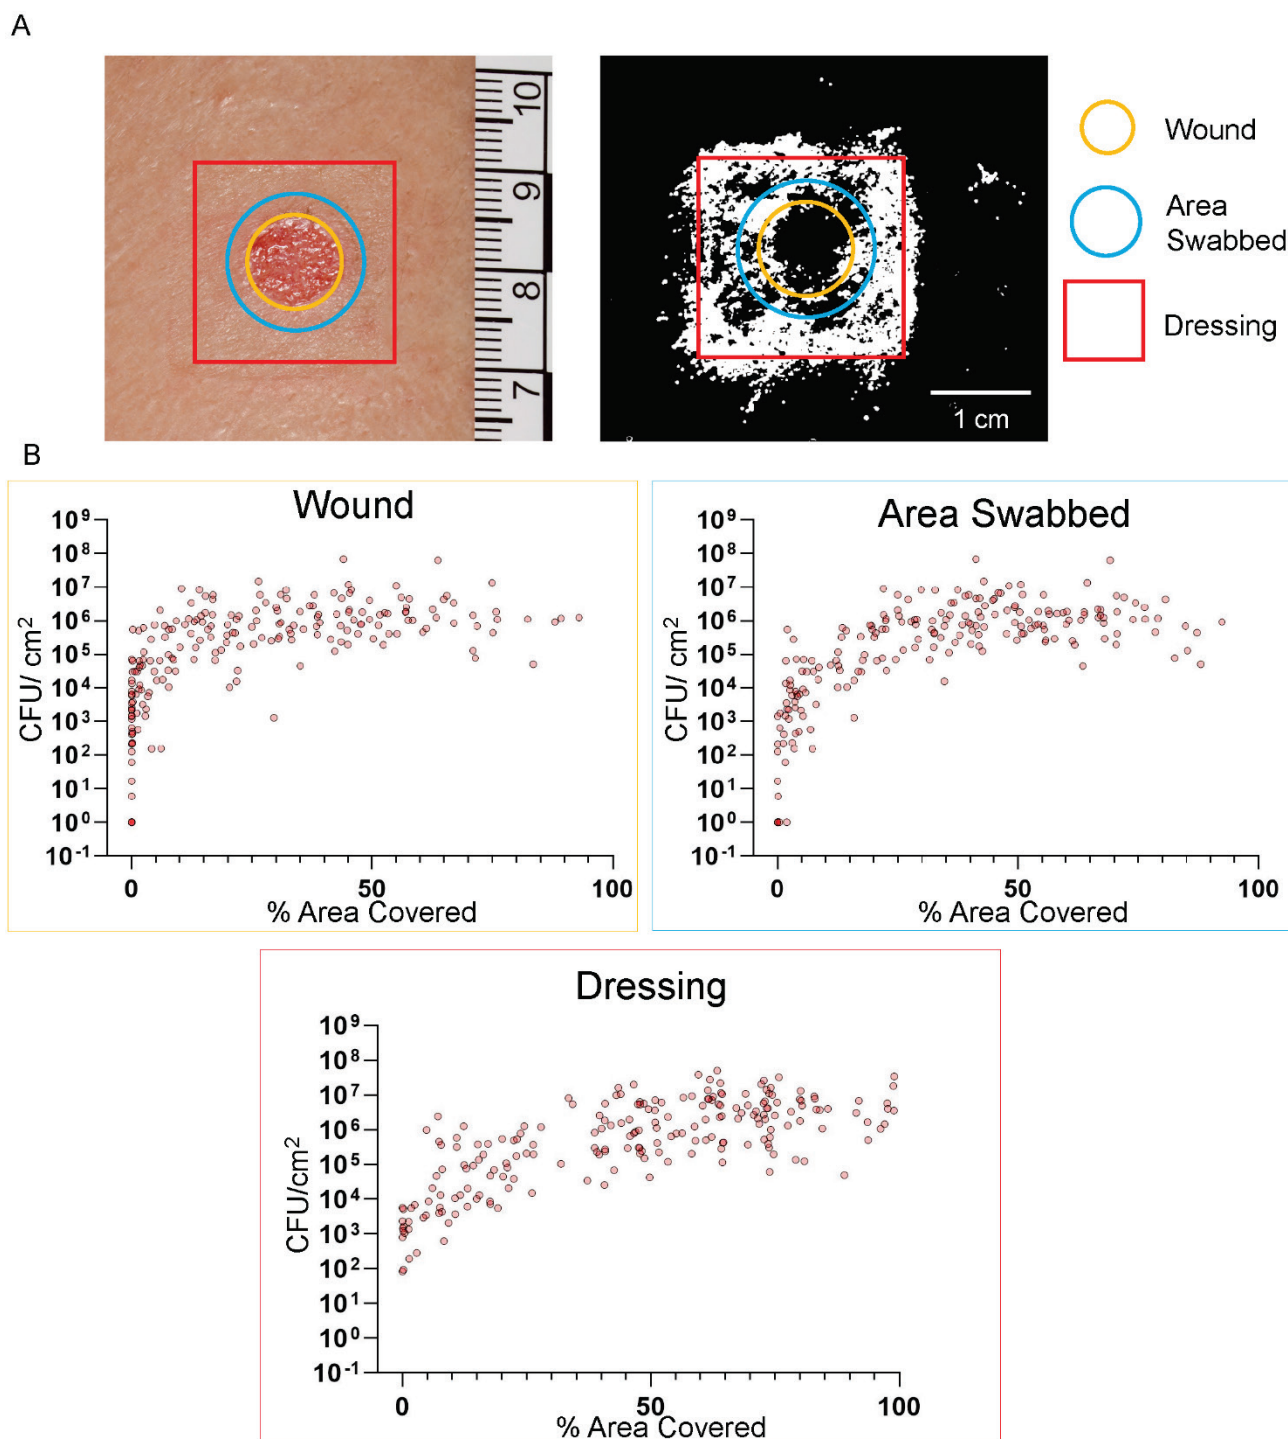 A
10
9
8
7
1 cm
Wound
Area
Swabbed
Dressing
B
Wound
CFU/ cm²
10⁹
10⁸
10⁷
10⁶
10⁵
10⁴
10³
10²
10¹
10⁰
10⁻¹
0 50 100
% Area Covered
Area Swabbed
CFU/ cm²
10⁹
10⁸
10⁷
10⁶
10⁵
10⁴
10³
10²
10¹
10⁰
10⁻¹
0 50 100
% Area Covered
Dressing
CFU/cm²
10⁹
10⁸
10⁷
10⁶
10⁵
10⁴
10³
10²
10¹
10⁰
10⁻¹
0 50 100
% Area Covered